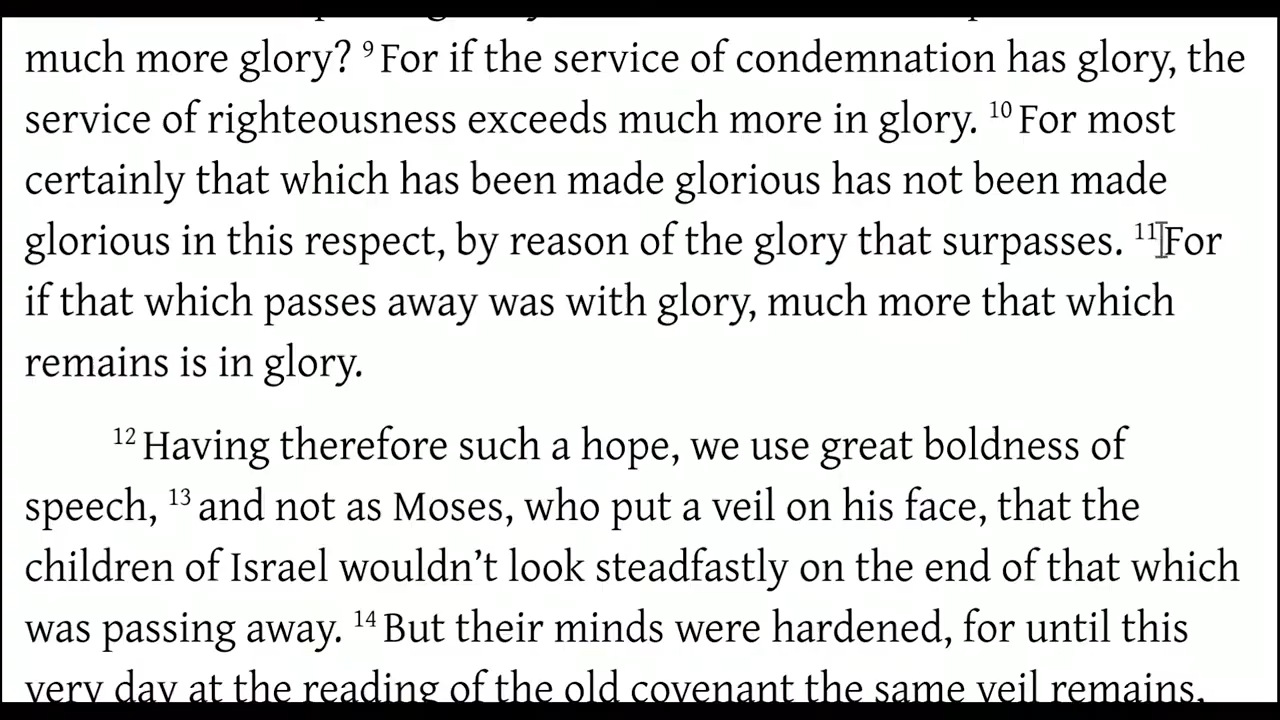 much more glory? 9 For if the service of condemnation has glory, the
service of righteousness exceeds much more in glory. 10 For most
certainly that which has been made glorious has not been made
glorious in this respect, by reason of the glory that surpasses. 11 For
if that which passes away was with glory, much more that which
remains is in glory.
12 Having therefore such a hope, we use great boldness of
speech, 13 and not as Moses, who put a veil on his face, that the
children of Israel wouldn’t look steadfastly on the end of that which
was passing away. 14 But their minds were hardened, for until this
very day at the reading of the old covenant the same veil remains,